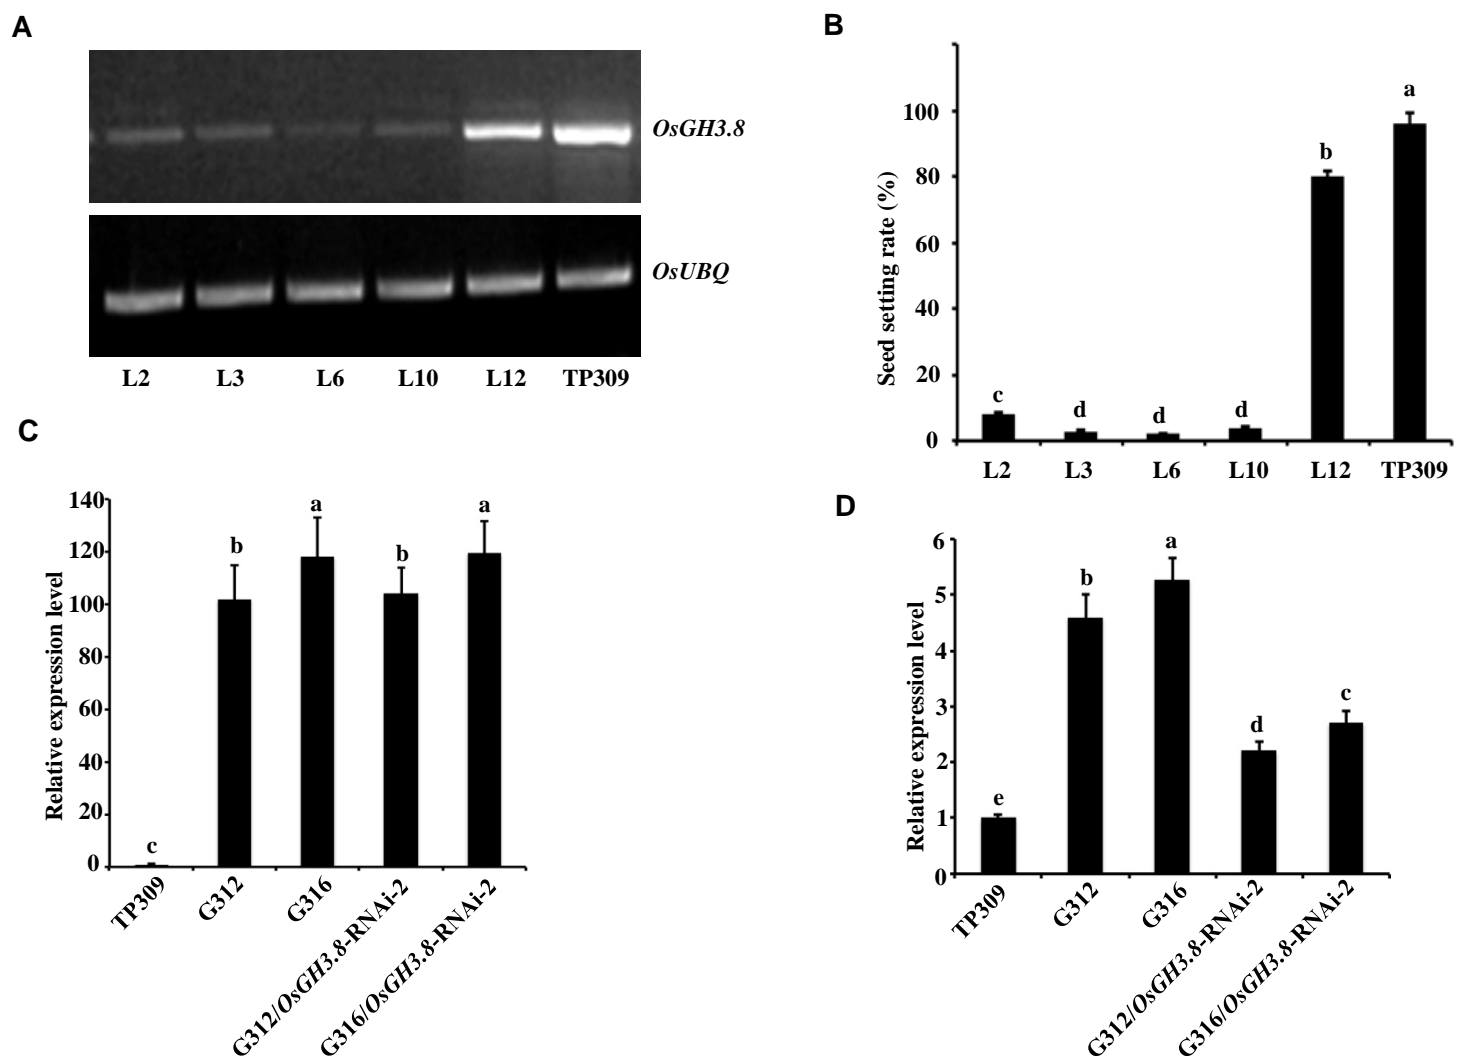 A
OsGH3.8
OsUBQ
L2 L3 L6 L10 L12 TP309
B
Seed setting rate (%)
100
80
60
40
20
0
c d d d b a
L2 L3 L6 L10 L12 TP309
C
Relative expression level
140
120
100
80
60
40
20
0
c b a b a
TP309 G312 G316 G312/OsGH3.8-RNAi-2 G316/OsGH3.8-RNAi-2
D
Relative expression level
6
5
4
3
2
1
0
e b a d c
TP309 G312 G316 G312/OsGH3.8-RNAi-2 G316/OsGH3.8-RNAi-2